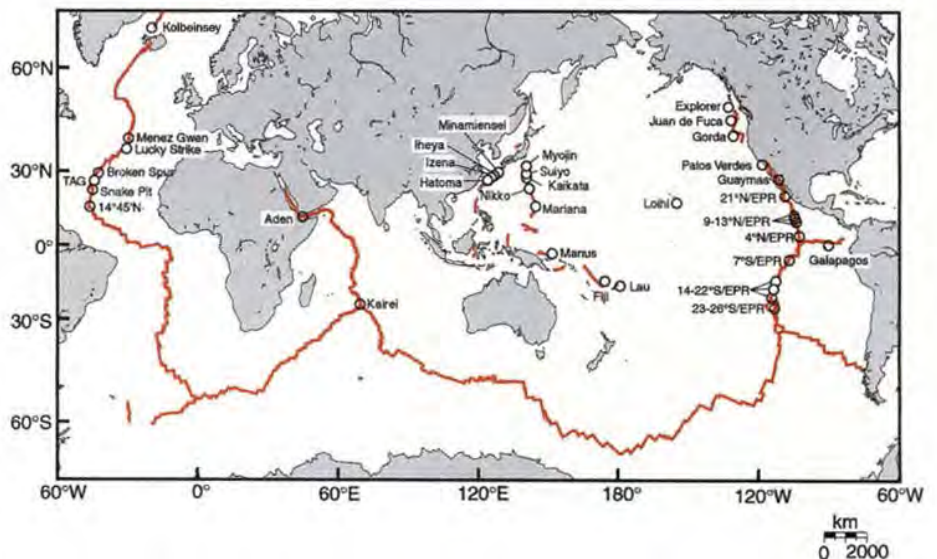 Kolbeinsey
60°N
Explorer
Juan de Fuca
Gorda
Menez Gwen
Lucky Strike
Minamiensei
Iheya
Izena
Hatoma
Myojin
Suiyo
Kaikata
Nikko
Mariana
30°N
Broken Spur
TAG
Snake Pit
14°45'N
Palos Verdes
Guaymas
21°N/EPR
Loihi
9-13°N/EPR
4°N/EPR
Aden
0°
Manus
Galapagos
7°S/EPR
Fiji
Lau
14-22°S/EPR
23-26°S/EPR
Kairei
30°S
60°S
60°W
0°
60°E
120°E
180°
120°W
60°W
km
0 2000